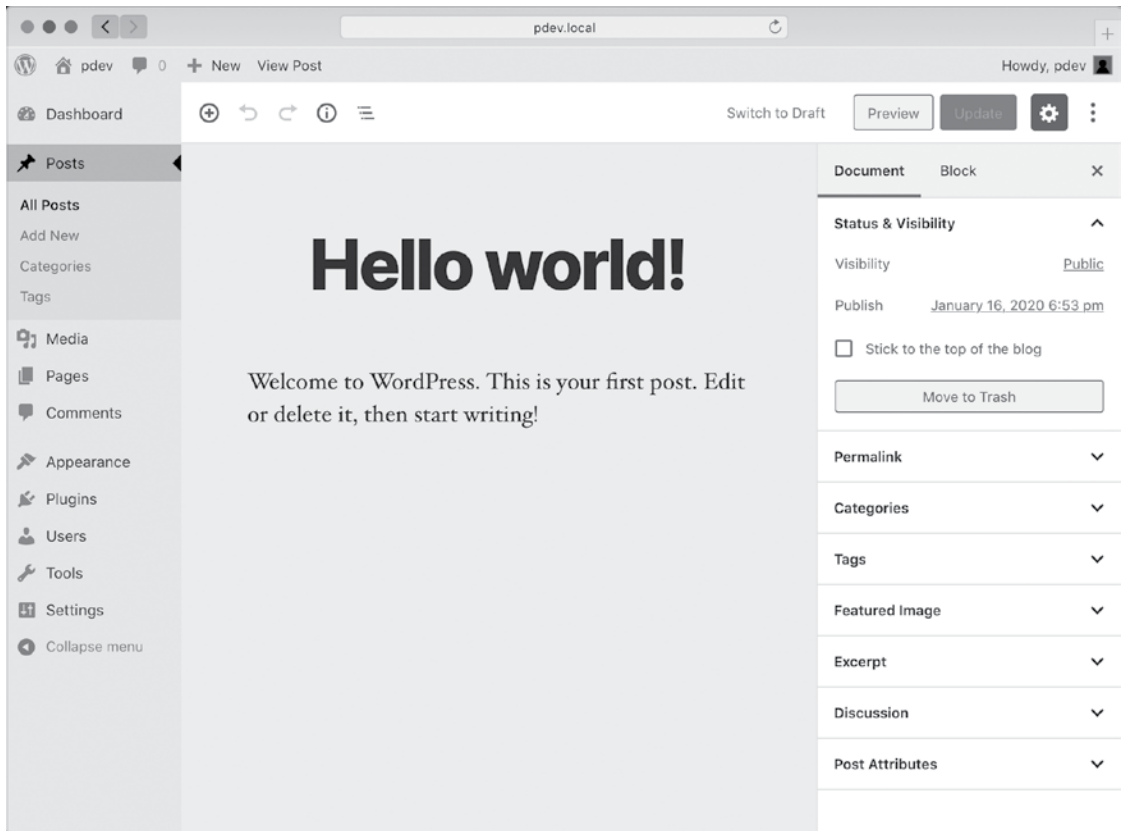 pdev.local
pdev 0 + New View Post
Howdy, pdev
Dashboard
Posts
All Posts
Add New
Categories
Tags
Media
Pages
Comments
Appearance
Plugins
Users
Tools
Settings
Collapse menu
Switch to Draft
Preview
Update
Hello world!
Welcome to WordPress. This is your first post. Edit
or delete it, then start writing!
Document Block
Status & Visibility
Visibility Public
Publish January 16, 2020 6:53 pm
Stick to the top of the blog
Move to Trash
Permalink
Categories
Tags
Featured Image
Excerpt
Discussion
Post Attributes